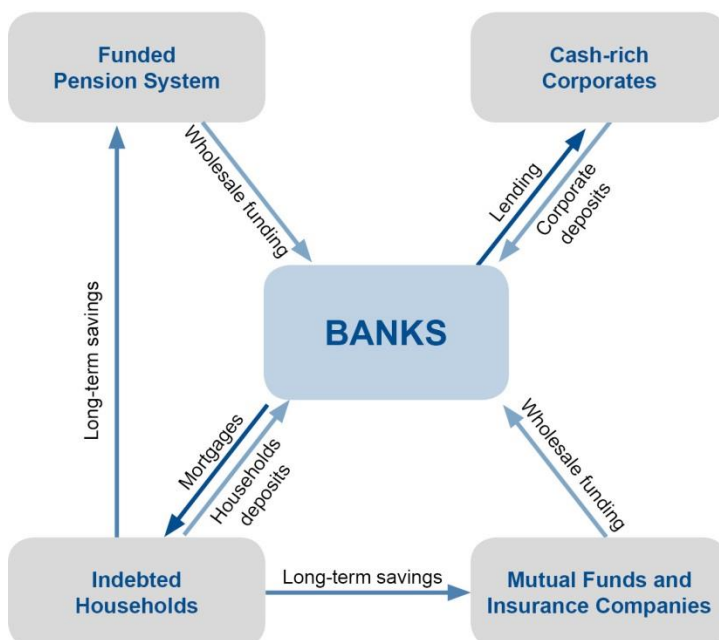 Funded
Pension System
Cash-rich
Corporates
Wholesale funding
Lending
Corporate
deposits
BANKS
Long-term savings
Mortgages
Households
deposits
Wholesale funding
Indebted
Households
Long-term savings
Mutual Funds and
Insurance Companies